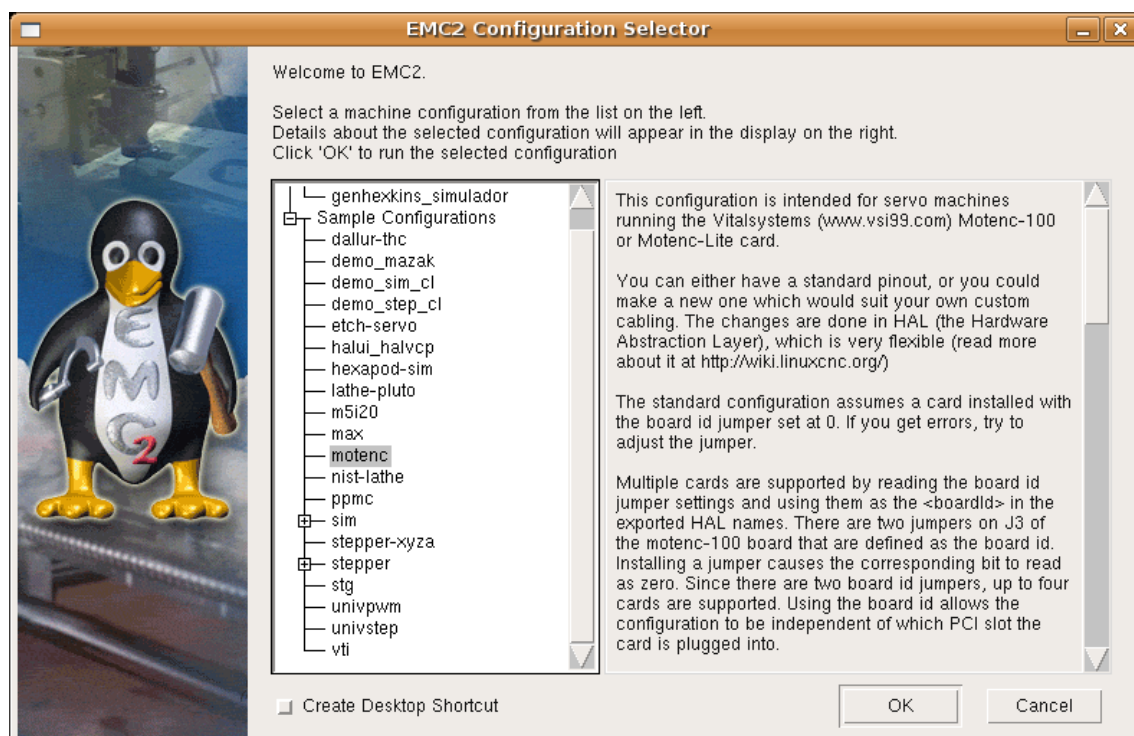 EMC2 Configuration Selector
Welcome to EMC2.
Select a machine configuration from the list on the left.
Details about the selected configuration will appear in the display on the right.
Click 'OK' to run the selected configuration
genhexkins_simulador
Sample Configurations
dallur-thc
demo_mazak
demo_sim_cl
demo_step_cl
etch-servo
halui_halvcp
hexapod-sim
lathe-pluto
m5i20
max
motenc
nist-lathe
ppmc
sim
stepper-xyza
stepper
stg
univpwm
univstep
vti
This configuration is intended for servo machines
running the Vitalsystems (www.vsi99.com) Motenc-100
or Motenc-Lite card.
You can either have a standard pinout, or you could
make a new one which would suit your own custom
cabling. The changes are done in HAL (the Hardware
Abstraction Layer), which is very flexible (read more
about it at http://wiki.linuxcnc.org/)
The standard configuration assumes a card installed with
the board id jumper set at 0. If you get errors, try to
adjust the jumper.
Multiple cards are supported by reading the board id
jumper settings and using them as the <boardId> in the
exported HAL names. There are two jumpers on J3 of
the motenc-100 board that are defined as the board id.
Installing a jumper causes the corresponding bit to read
as zero. Since there are two board id jumpers, up to four
cards are supported. Using the board id allows the
configuration to be independent of which PCI slot the
card is plugged into.
EMC2
Create Desktop Shortcut
OK
Cancel